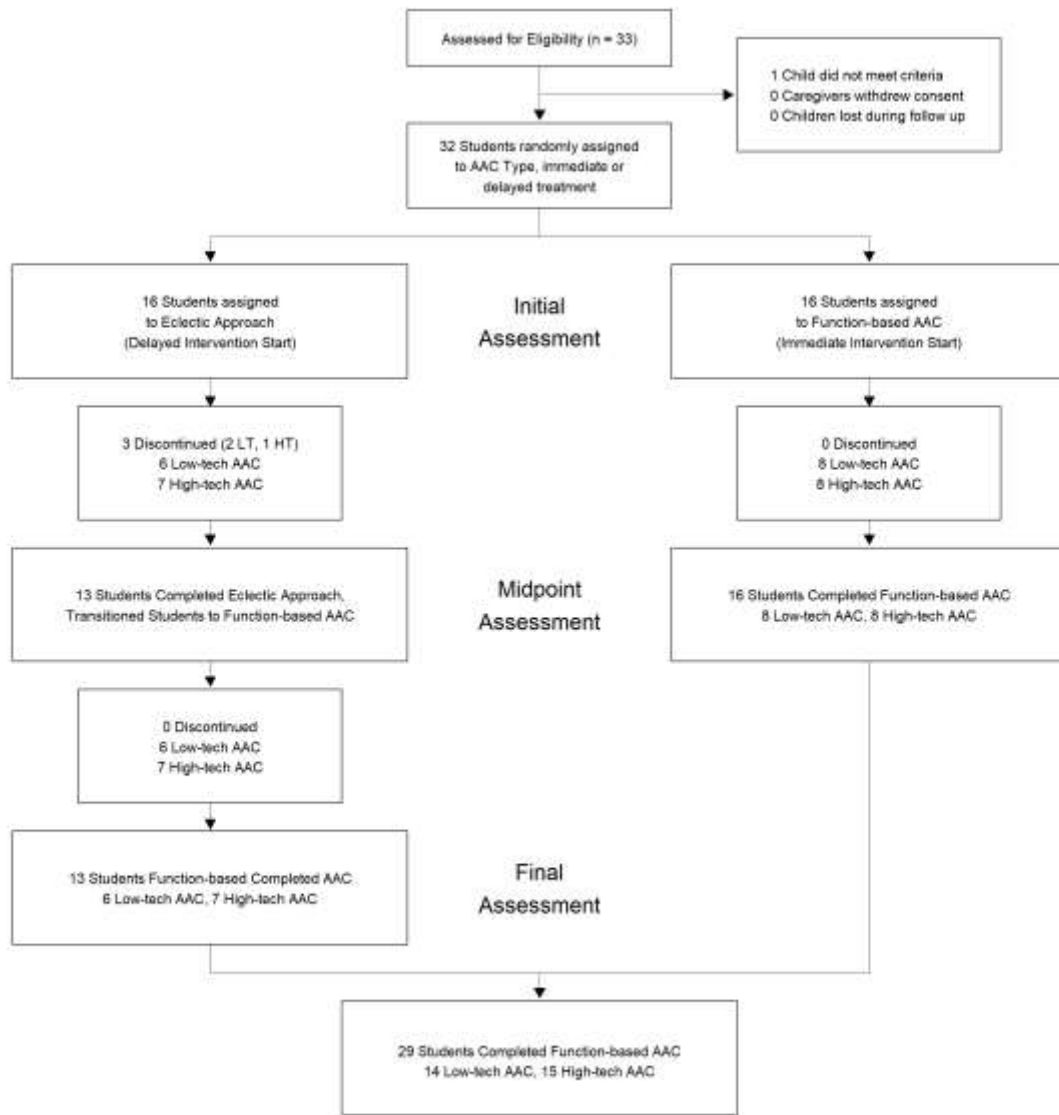 Assessed for Eligibility (n = 33)
1 Child did not meet criteria
0 Caregivers withdrew consent
0 Children lost during follow up
32 Students randomly assigned
to AAC Type, immediate or
delayed treatment
16 Students assigned
to Eclectic Approach
(Delayed Intervention Start)
Initial
Assessment
16 Students assigned
to Function-based AAC
(Immediate Intervention Start)
3 Discontinued (2 LT, 1 HT)
6 Low-tech AAC
7 High-tech AAC
0 Discontinued
8 Low-tech AAC
8 High-tech AAC
13 Students Completed Eclectic Approach,
Transitioned Students to Function-based AAC
Midpoint
Assessment
16 Students Completed Function-based AAC
8 Low-tech AAC, 8 High-tech AAC
0 Discontinued
6 Low-tech AAC
7 High-tech AAC
13 Students Function-based Completed AAC
6 Low-tech AAC, 7 High-tech AAC
Final
Assessment
29 Students Completed Function-based AAC
14 Low-tech AAC, 15 High-tech AAC